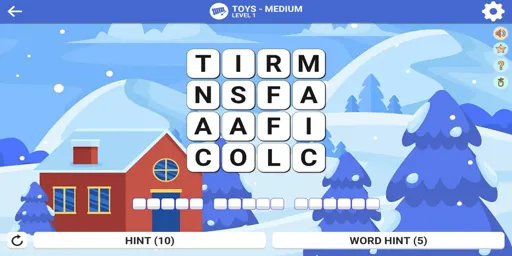 TOYS - MEDIUM
LEVEL 1
T I R M
N S F A
A A F I
C O L C
HINT (10)
WORD HINT (5)